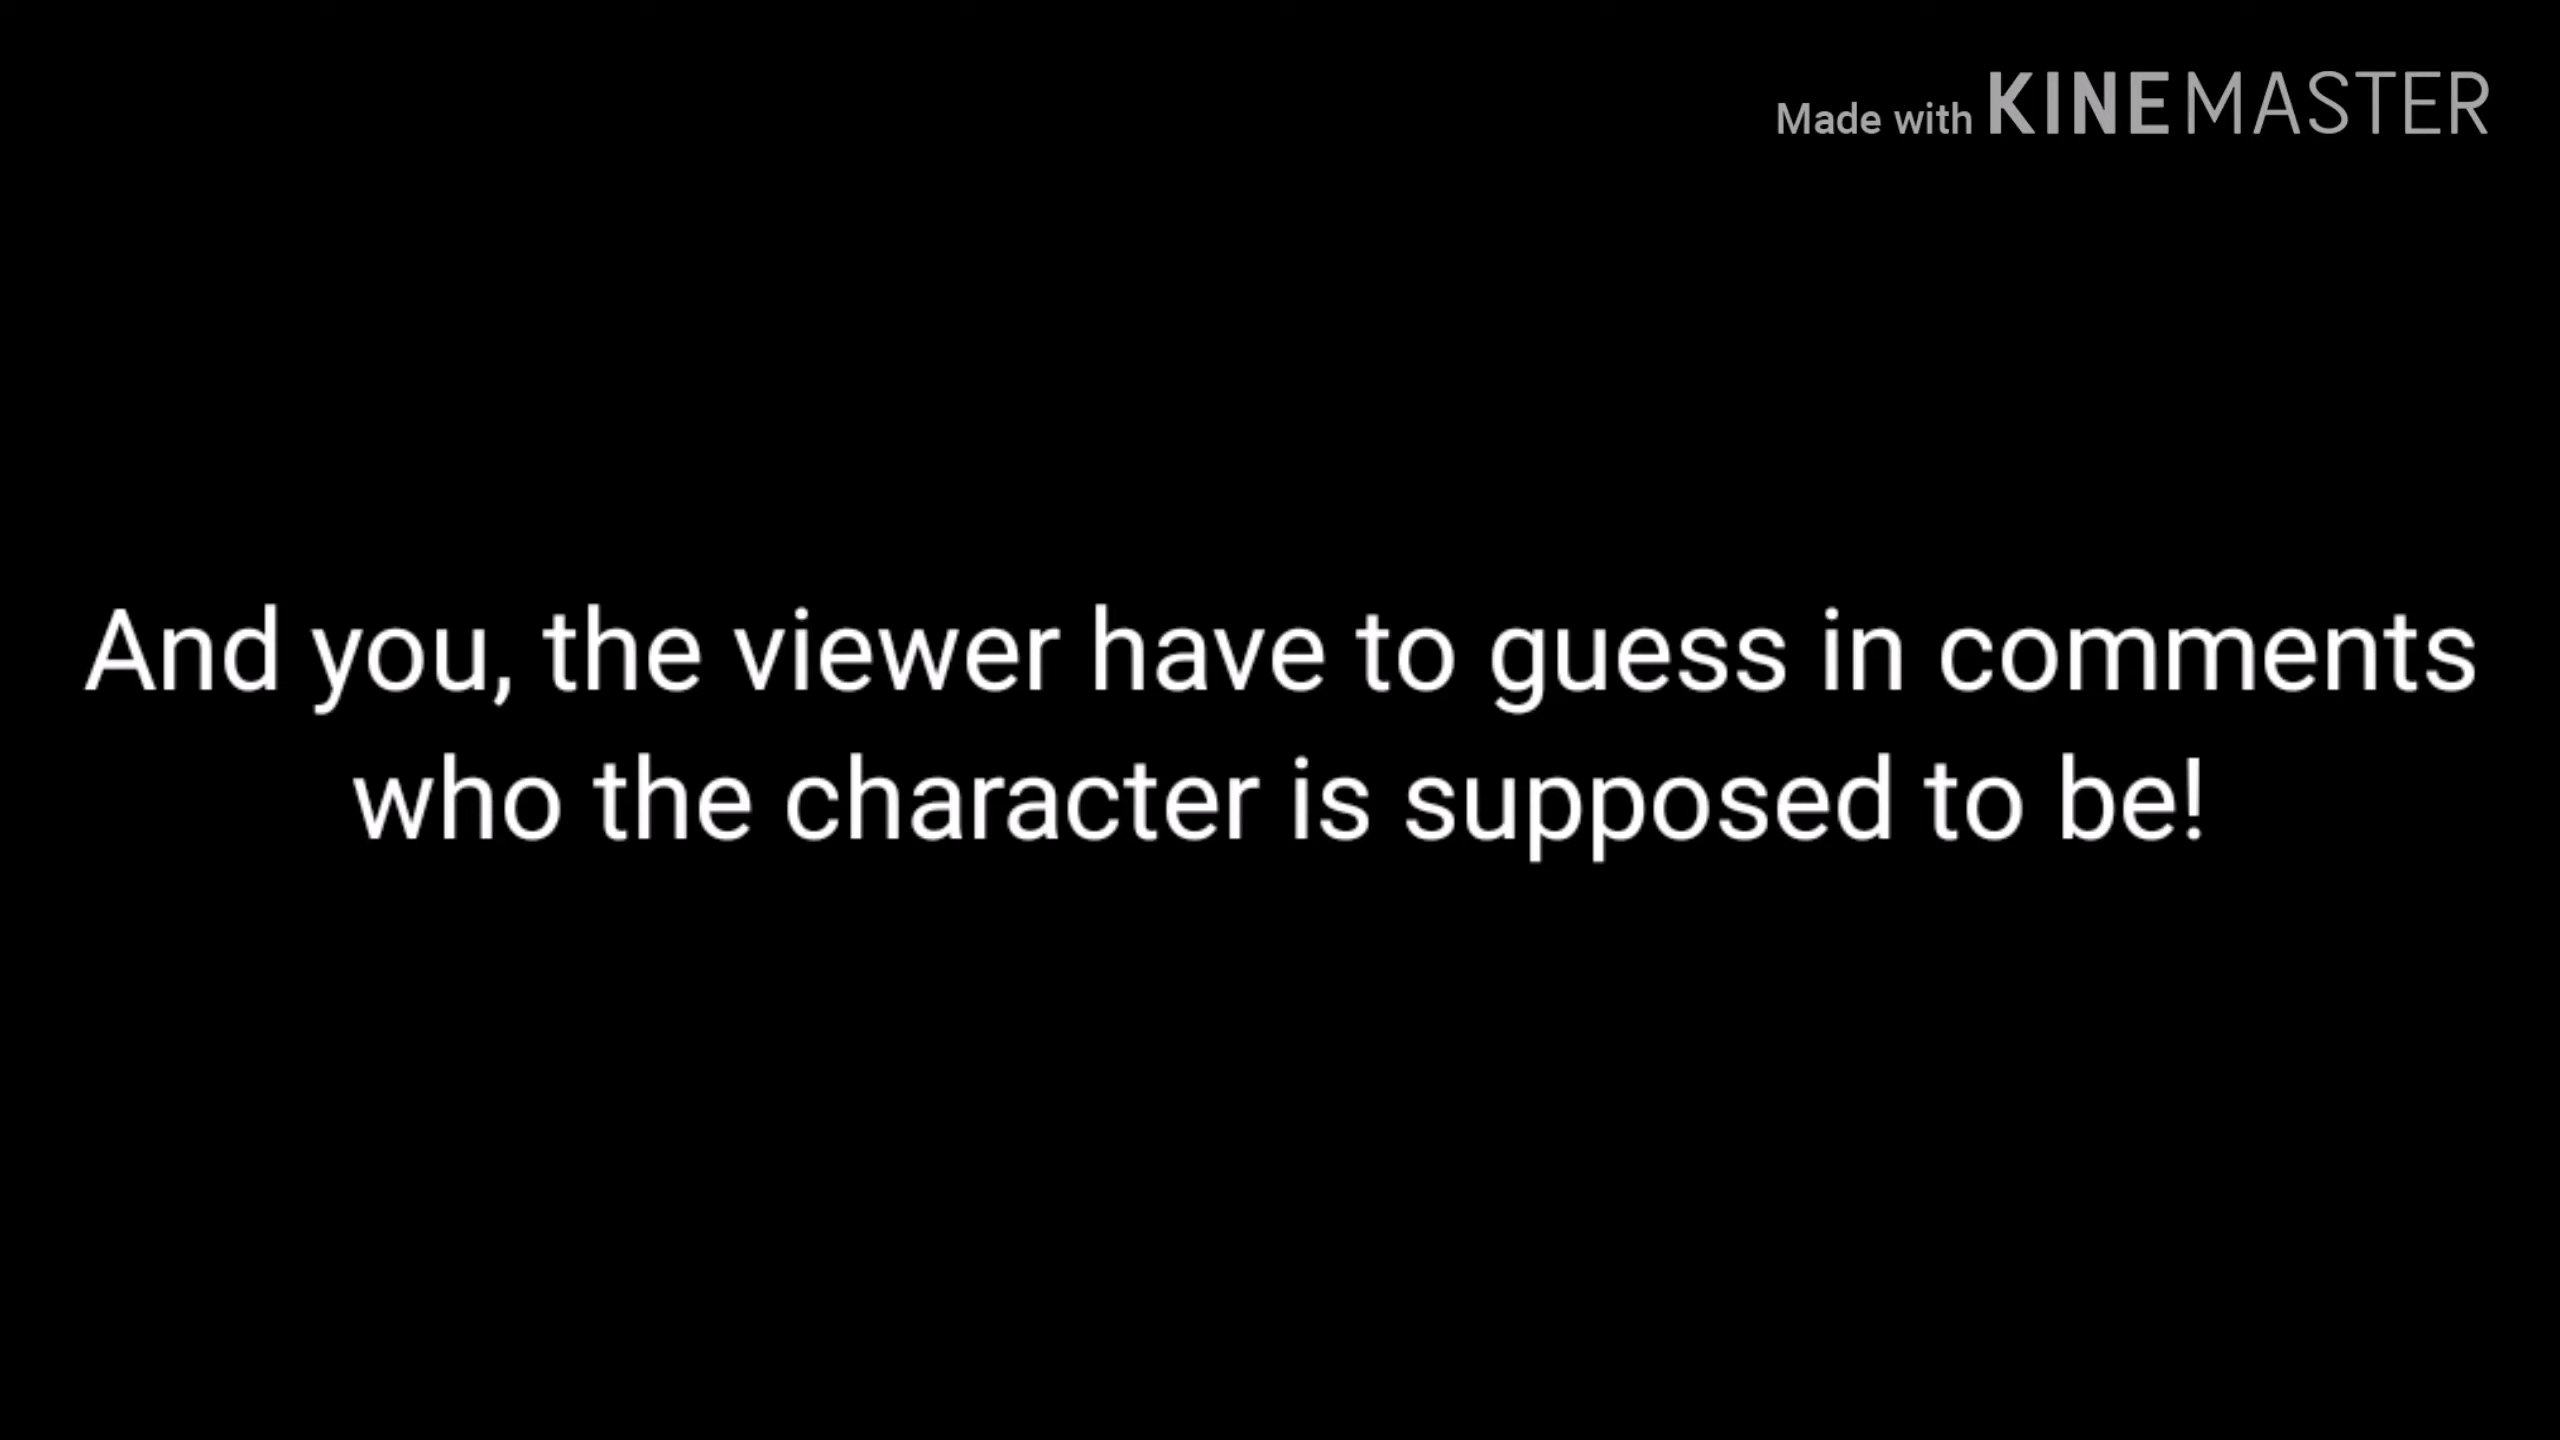 Made with KINEMASTER
And you, the viewer have to guess in comments
who the character is supposed to be!